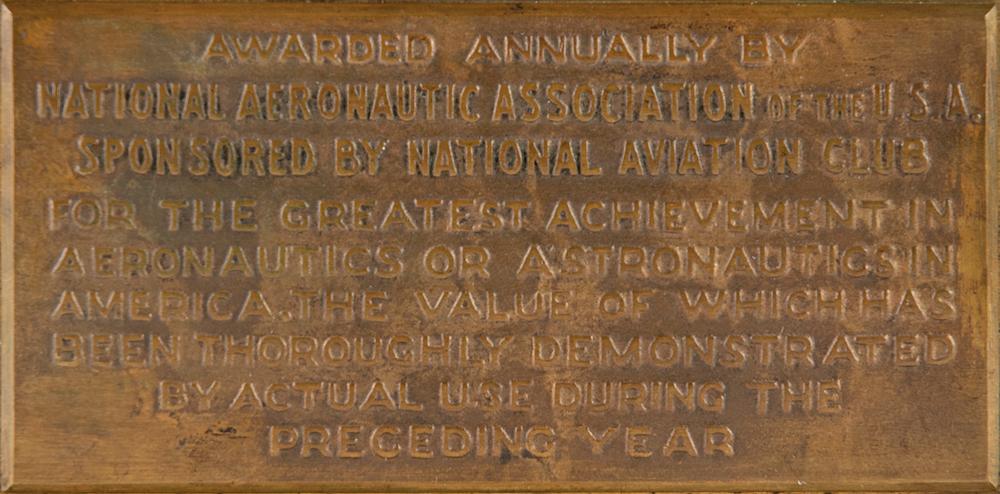 AWARDED ANNUALLY BY
NATIONAL AERONAUTIC ASSOCIATION OF THE U.S.A.
SPONSORED BY NATIONAL AVIATION CLUB
FOR THE GREATEST ACHIEVEMENT IN
AERONAUTICS OR ASTRONAUTICS IN
AMERICA. THE VALUE OF WHICH HAS
BEEN THOROUGHLY DEMONSTRATED
BY ACTUAL USE DURING THE
PRECEDING YEAR